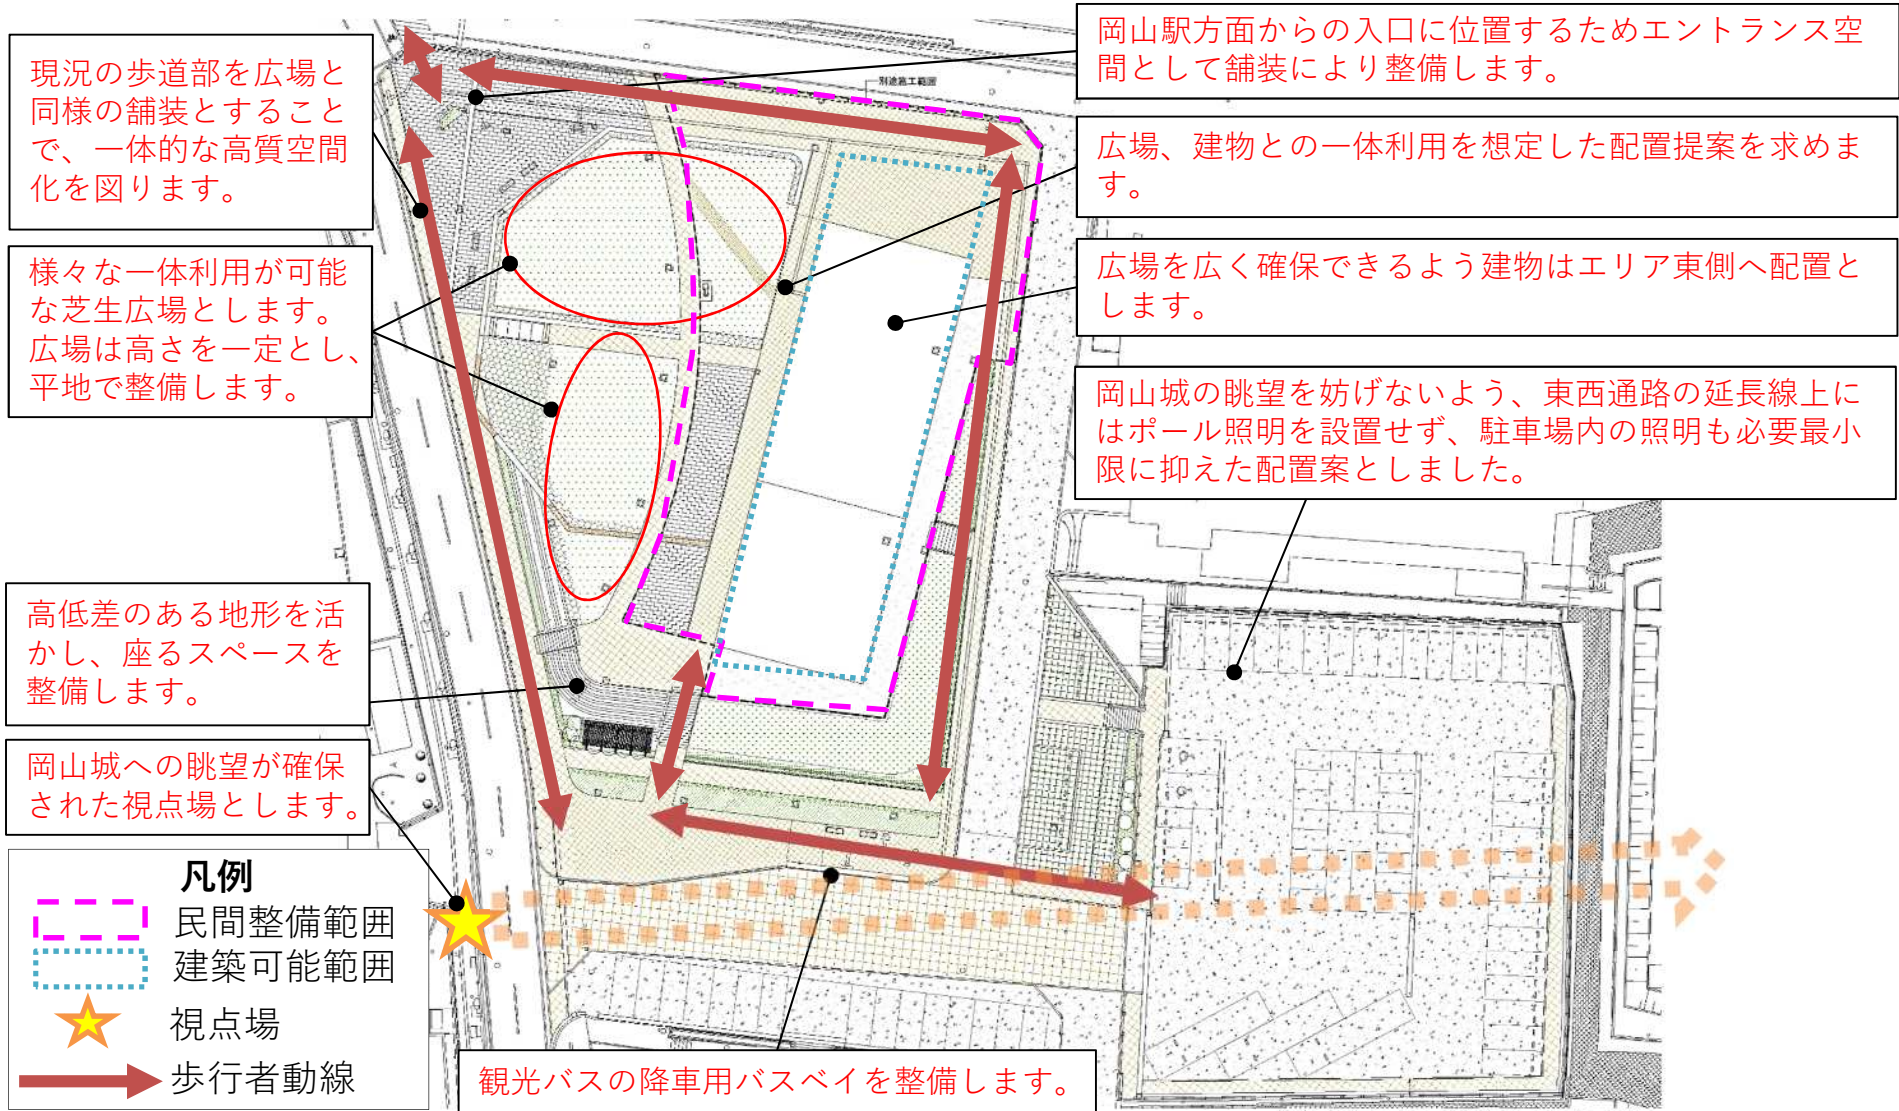 岡山駅方面からの入口に位置するためエントランス空
間として舗装により整備します。
現況の歩道部を広場と
同様の舗装とすること
で、一体的な高質空間
化を図ります。
別途施工範囲
広場、建物との一体利用を想定した配置提案を求めま
す。
様々な一体利用が可能
な芝生広場とします。
広場は高さを一定とし、
平地で整備します。
広場を広く確保できるよう建物はエリア東側へ配置と
します。
岡山城の眺望を妨げないよう、東西通路の延長線上に
はポール照明を設置せず、駐車場内の照明も必要最小
限に抑えた配置案としました。
高低差のある地形を活
かし、座るスペースを
整備します。
岡山城への眺望が確保
された視点場とします。
凡例
民間整備範囲
建築可能範囲
視点場
歩行者動線
観光バスの降車用バスベイを整備します。